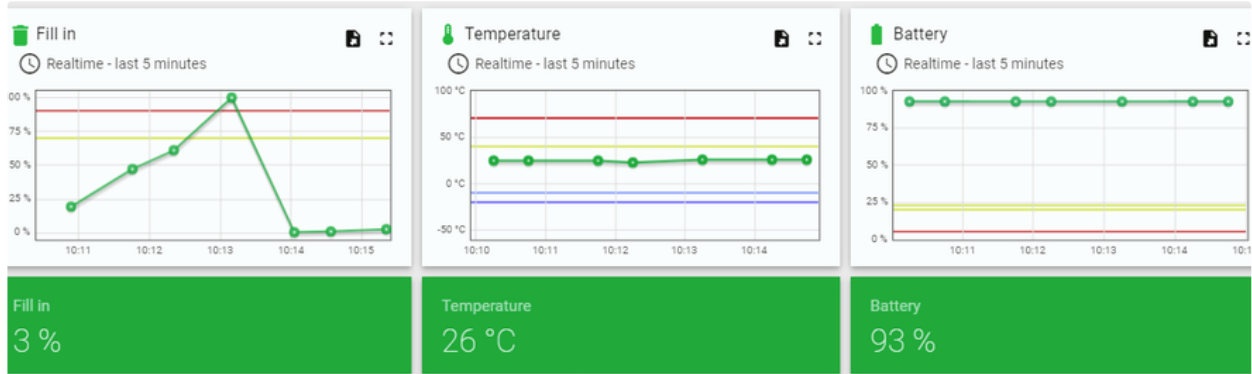 Fill in
Realtime - last 5 minutes
00 %
75 %
50 %
25 %
0 %
10:11 10:12 10:13 10:14 10:15
Temperature
Realtime - last 5 minutes
100 °C
50 °C
0 °C
-50 °C
10:10 10:11 10:12 10:13 10:14
Battery
Realtime - last 5 minutes
100 %
75 %
50 %
25 %
0 %
10:11 10:12 10:13 10:14 10:1
Fill in
3 %
Temperature
26 °C
Battery
93 %